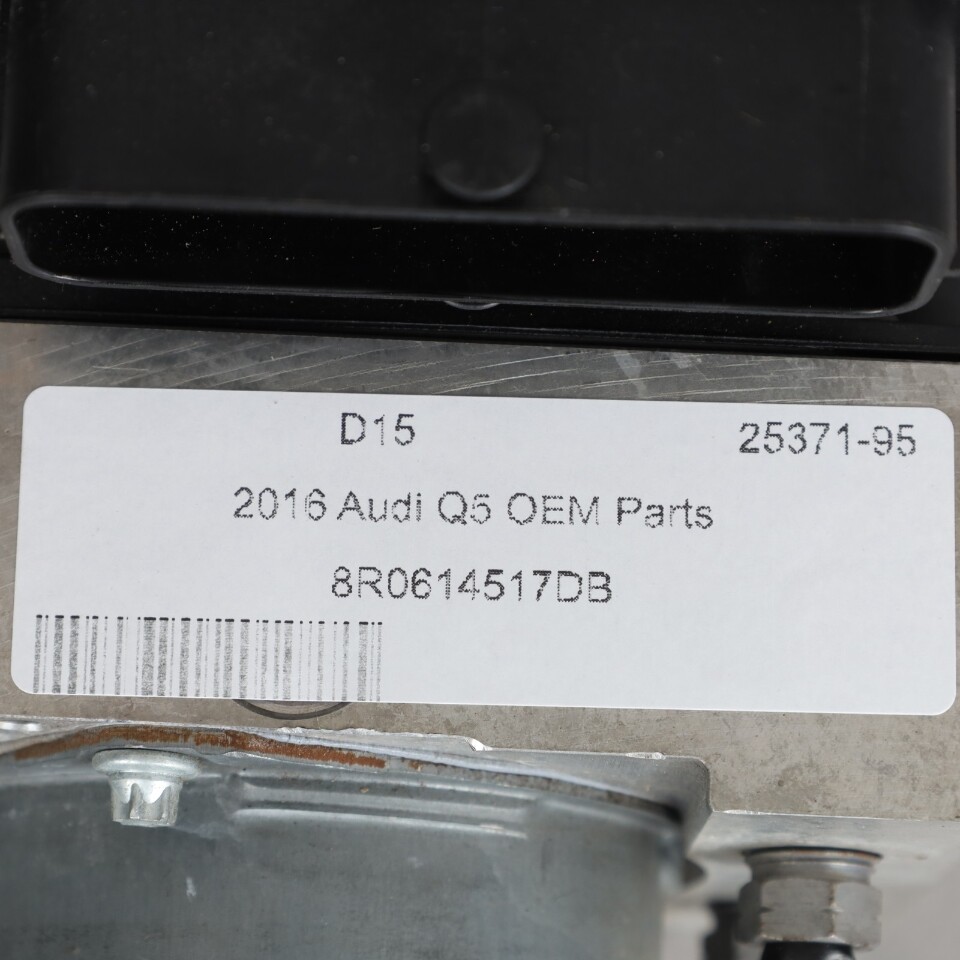 D15 25371-95
2016 Audi Q5 OEM Parts
8R0614517DB